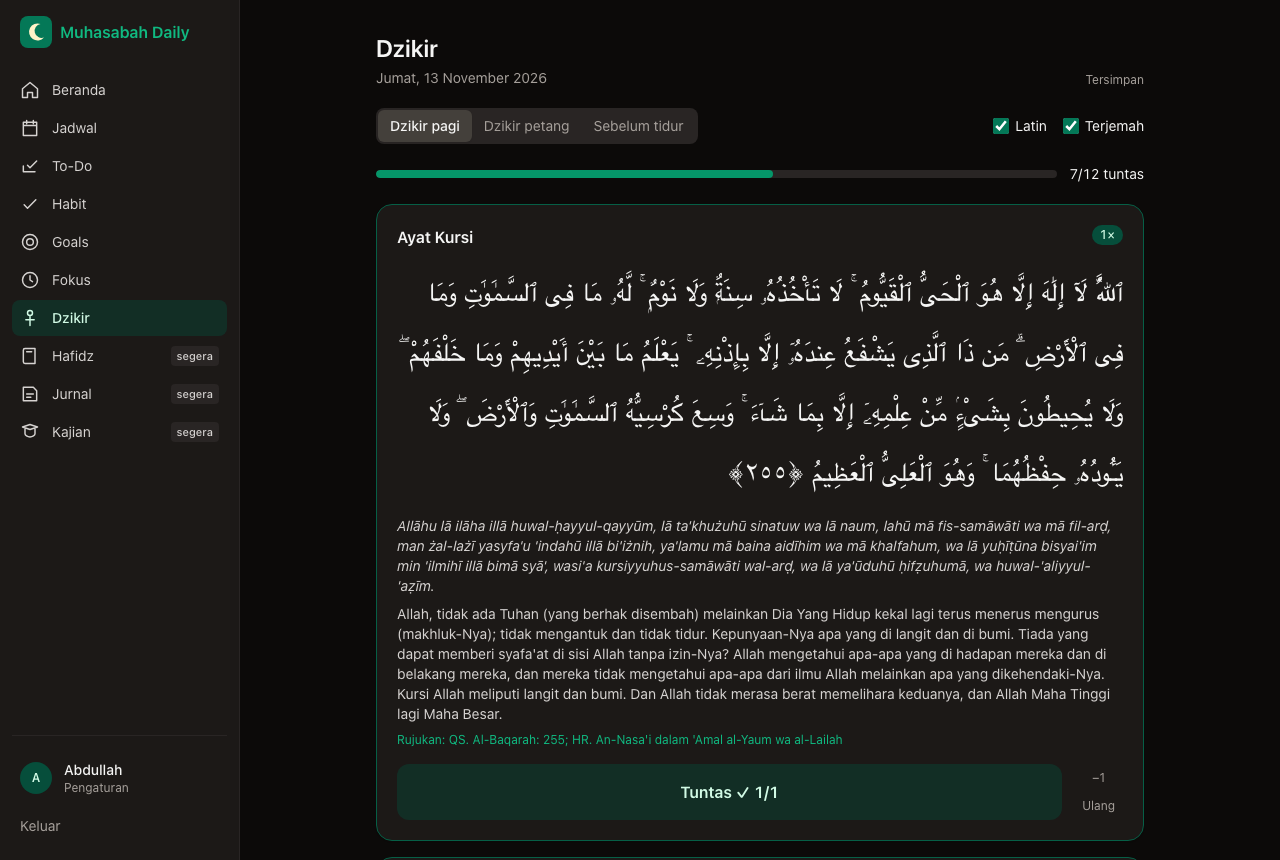 Muhasabah Daily
Beranda
Jadwal
To-Do
Habit
Goals
Fokus
Dzikir
Hafidz segera
Jurnal segera
Kajian segera
A
Abdullah
Pengaturan
Keluar
Dzikir
Jumat, 13 November 2026
Tersimpan
Dzikir pagi Dzikir petang Sebelum tidur
Latin Terjemah
7/12 tuntas
Ayat Kursi
1×
ٱللَّهُ لَآ إِلَٰهَ إِلَّا هُوَ ٱلْحَىُّ ٱلْقَيُّومُ ۚ لَا تَأْخُذُهُۥ سِنَةٌ وَلَا نَوْمٌ ۚ لَّهُۥ مَا فِى ٱلسَّمَٰوَٰتِ وَمَا
فِى ٱلْأَرْضِ ۗ مَن ذَا ٱلَّذِى يَشْفَعُ عِندَهُۥٓ إِلَّا بِإِذْنِهِۦ ۚ يَعْلَمُ مَا بَيْنَ أَيْدِيهِمْ وَمَا خَلْفَهُمْ ۖ
وَلَا يُحِيطُونَ بِشَىْءٍ مِّنْ عِلْمِهِۦٓ إِلَّا بِمَا شَآءَ ۚ وَسِعَ كُرْسِيُّهُ ٱلسَّمَٰوَٰتِ وَٱلْأَرْضَ ۖ وَلَا
يَـُٔودُهُۥ حِفْظُهُمَا ۚ وَهُوَ ٱلْعَلِىُّ ٱلْعَظِيمُ ﴿٢٥٥﴾
Allāhu lā ilāha illā huwal-ḥayyul-qayyūm, lā ta'khużuhū sinatuw wa lā naum, lahū mā fis-samāwāti wa mā fil-arḍ,
man żal-lażī yasyfa'u 'indahū illā bi'iżnih, ya'lamu mā baina aidīhim wa mā khalfahum, wa lā yuḥīṭūna bisyai'im
min 'ilmihī illā bimā syā', wasi'a kursiyyuhus-samāwāti wal-arḍ, wa lā ya'ūduhū ḥifẓuhumā, wa huwal-'aliyyul-
'aẓīm.
Allah, tidak ada Tuhan (yang berhak disembah) melainkan Dia Yang Hidup kekal lagi terus menerus mengurus
(makhluk-Nya); tidak mengantuk dan tidak tidur. Kepunyaan-Nya apa yang di langit dan di bumi. Tiada yang
dapat memberi syafa'at di sisi Allah tanpa izin-Nya? Allah mengetahui apa-apa yang di hadapan mereka dan di
belakang mereka, dan mereka tidak mengetahui apa-apa dari ilmu Allah melainkan apa yang dikehendaki-Nya.
Kursi Allah meliputi langit dan bumi. Dan Allah tidak merasa berat memelihara keduanya, dan Allah Maha Tinggi
lagi Maha Besar.
Rujukan: QS. Al-Baqarah: 255; HR. An-Nasa'i dalam 'Amal al-Yaum wa al-Lailah
Tuntas ✓ 1/1
−1
Ulang